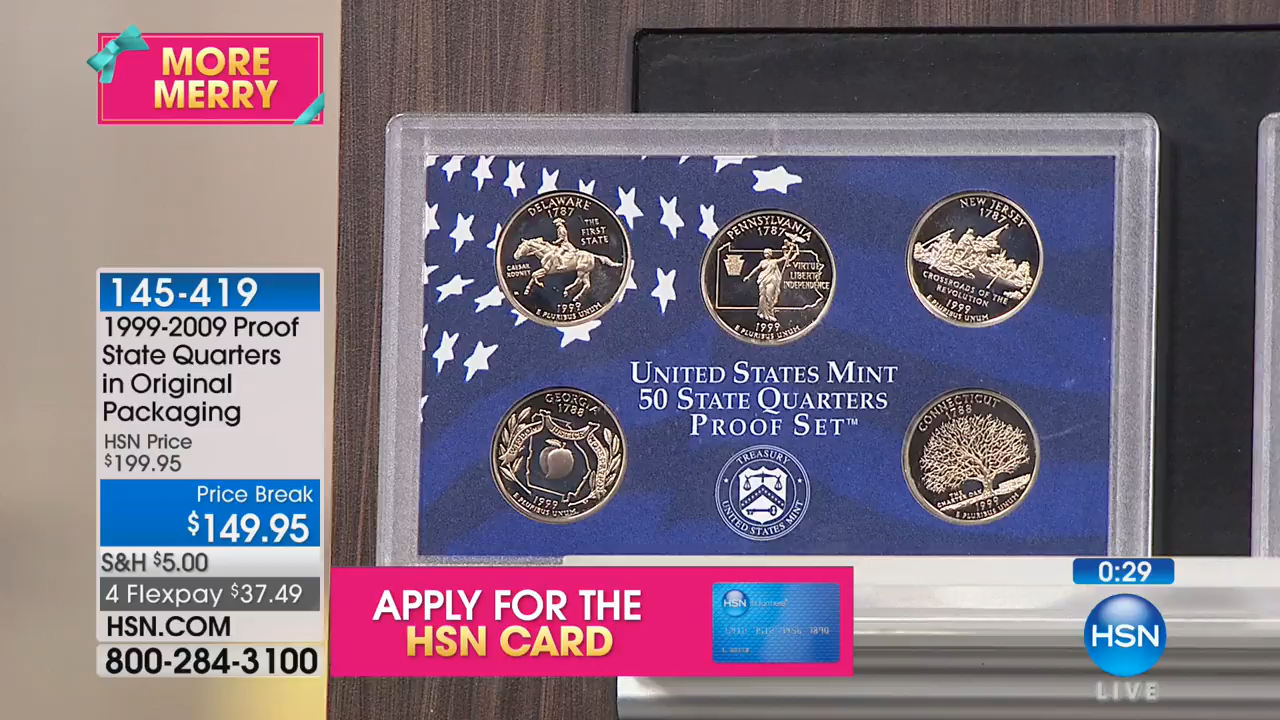 MORE
MERRY
145-419
1999-2009 Proof
State Quarters
in Original
Packaging
HSN Price
$199.95
Price Break
$149.95
S&H $5.00
4 Flexpay $37.49
HSN.COM
800-284-3100
DELAWARE
1787
THE
FIRST
STATE
CAESAR
RODNEY
1999
E PLURIBUS UNUM
PENNSYLVANIA
1787
VIRTUE
LIBERTY
INDEPENDENCE
1999
E PLURIBUS UNUM
NEW JERSEY
1787
CROSSROADS OF THE
REVOLUTION
1999
E PLURIBUS UNUM
UNITED STATES MINT
50 STATE QUARTERS
PROOF SET™
GEORGIA
1788
1999
E PLURIBUS UNUM
CONNECTICUT
1788
THE
CHARTER OAK
1999
E PLURIBUS UNUM
TREASURY
UNITED STATES MINT
APPLY FOR THE
HSN CARD
HSN
0:29
HSN
LIVE